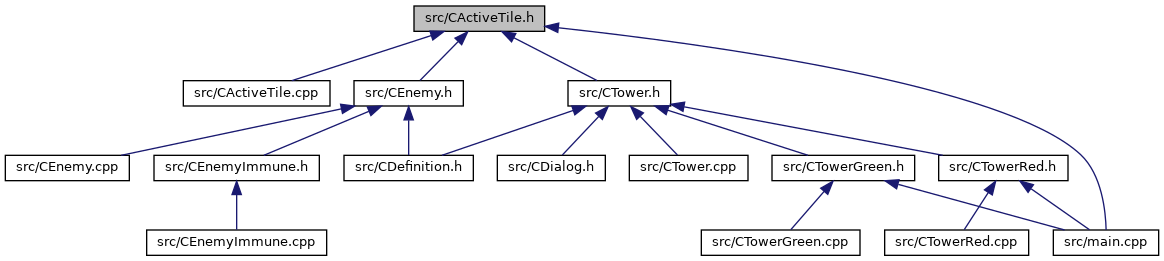 src/CActiveTile.h
src/CActiveTile.cpp
src/CEnemy.h
src/CTower.h
src/CEnemy.cpp
src/CEnemyImmune.h
src/CDefinition.h
src/CDialog.h
src/CTower.cpp
src/CTowerGreen.h
src/CTowerRed.h
src/CEnemyImmune.cpp
src/CTowerGreen.cpp
src/CTowerRed.cpp
src/main.cpp